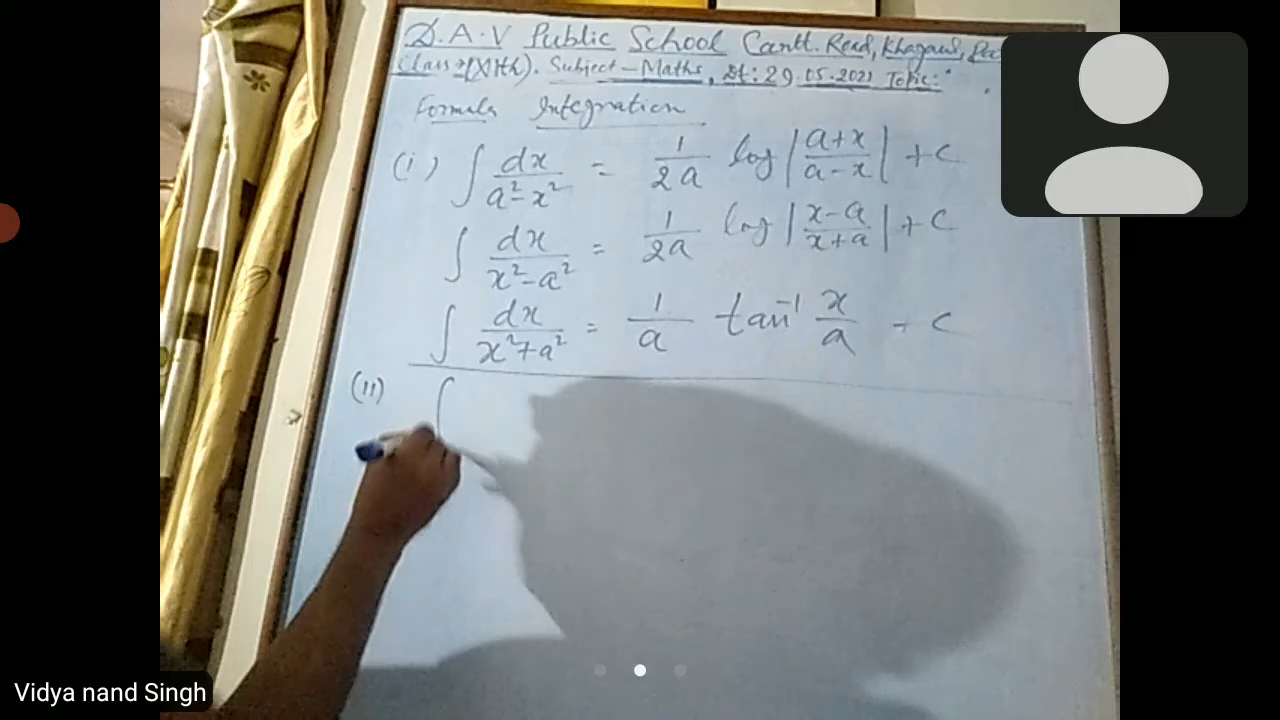 D.A.V Public School Cantt. Road, Khagaul,
Class → (XIIth). Subject - Maths, Dt: 29.05.2021 Topic:
Formula Integration
(i) ∫ dx/(a²-x²) = 1/2a log |(a+x)/(a-x)| + c
∫ dx/(x²-a²) = 1/2a log |(x-a)/(x+a)| + c
∫ dx/(x²+a²) = 1/a tan⁻¹ x/a + c
(ii) ∫
Vidya nand Singh